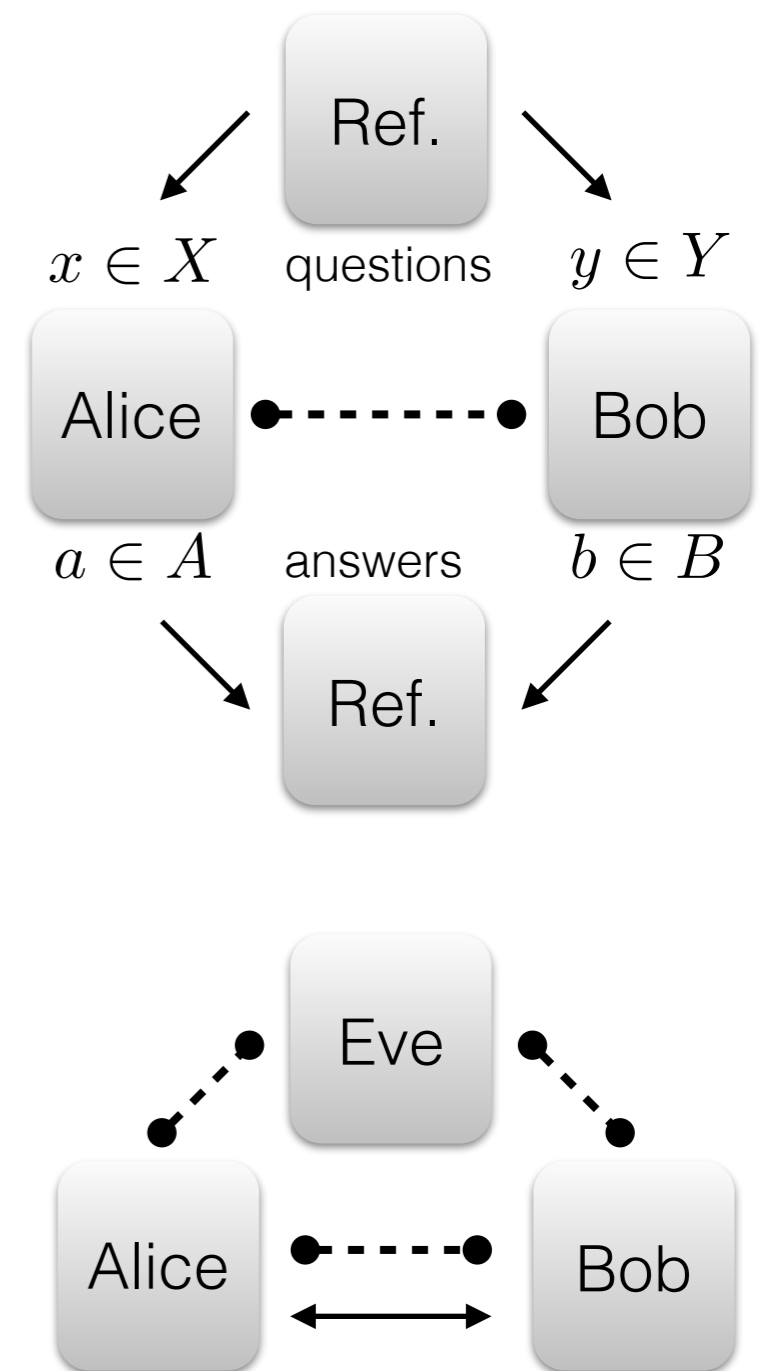 Ref.
x ∈ X questions y ∈ Y
Alice Bob
a ∈ A answers b ∈ B
Ref.
Eve
Alice Bob